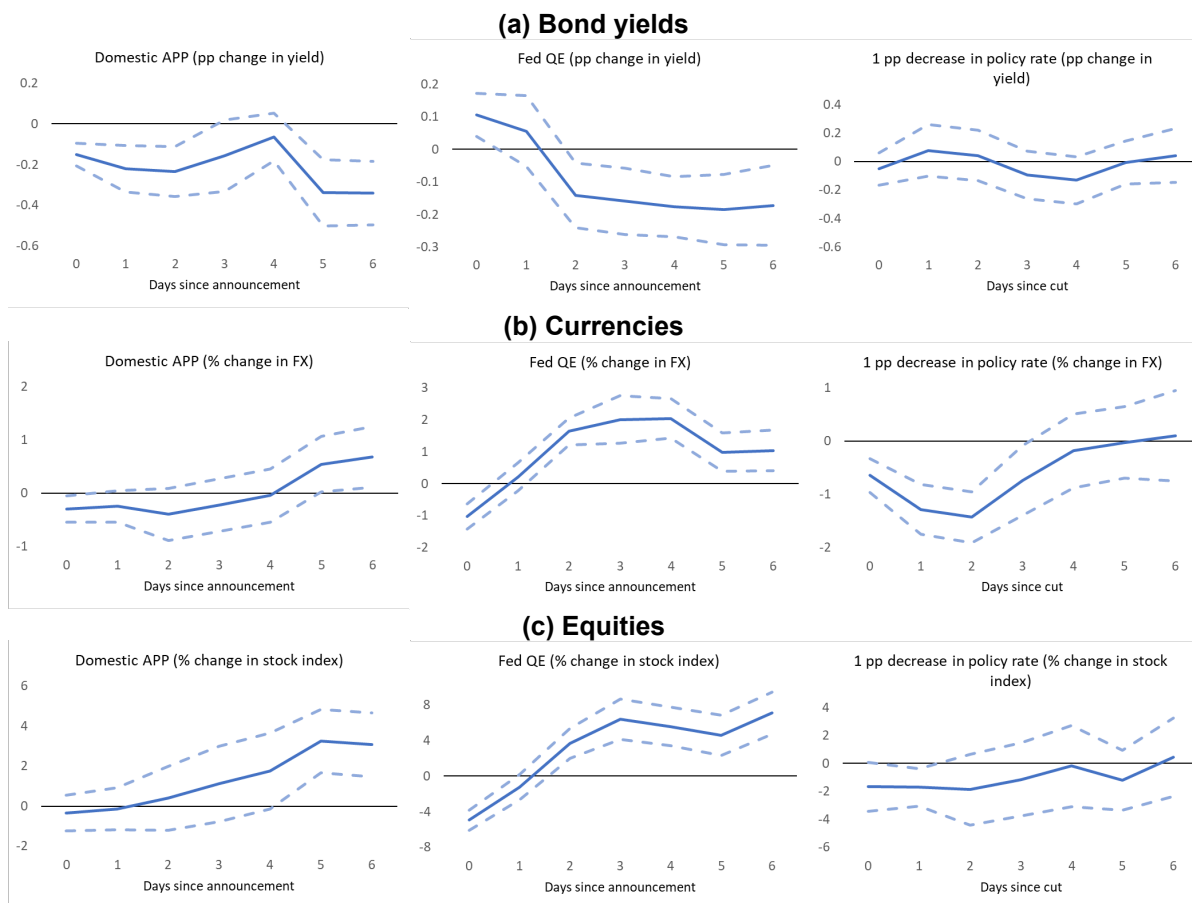 (a) Bond yields
Domestic APP (pp change in yield)
0.2
0
-0.2
-0.4
-0.6
0 1 2 3 4 5 6
Days since announcement
Fed QE (pp change in yield)
0.2
0.1
0
-0.1
-0.2
-0.3
0 1 2 3 4 5 6
Days since announcement
1 pp decrease in policy rate (pp change in
yield)
0.4
0.2
0
-0.2
-0.4
-0.6
0 1 2 3 4 5 6
Days since cut
(b) Currencies
Domestic APP (% change in FX)
2
1
0
-1
0 1 2 3 4 5 6
Days since announcement
Fed QE (% change in FX)
3
2
1
0
-1
-2
0 1 2 3 4 5 6
Days since announcement
1 pp decrease in policy rate (% change in FX)
1
0
-1
-2
0 1 2 3 4 5 6
Days since cut
(c) Equities
Domestic APP (% change in stock index)
6
4
2
0
-2
0 1 2 3 4 5 6
Days since announcement
Fed QE (% change in stock index)
8
4
0
-4
-8
0 1 2 3 4 5 6
Days since announcement
1 pp decrease in policy rate (% change in stock
index)
4
2
0
-2
-4
-6
0 1 2 3 4 5 6
Days since cut